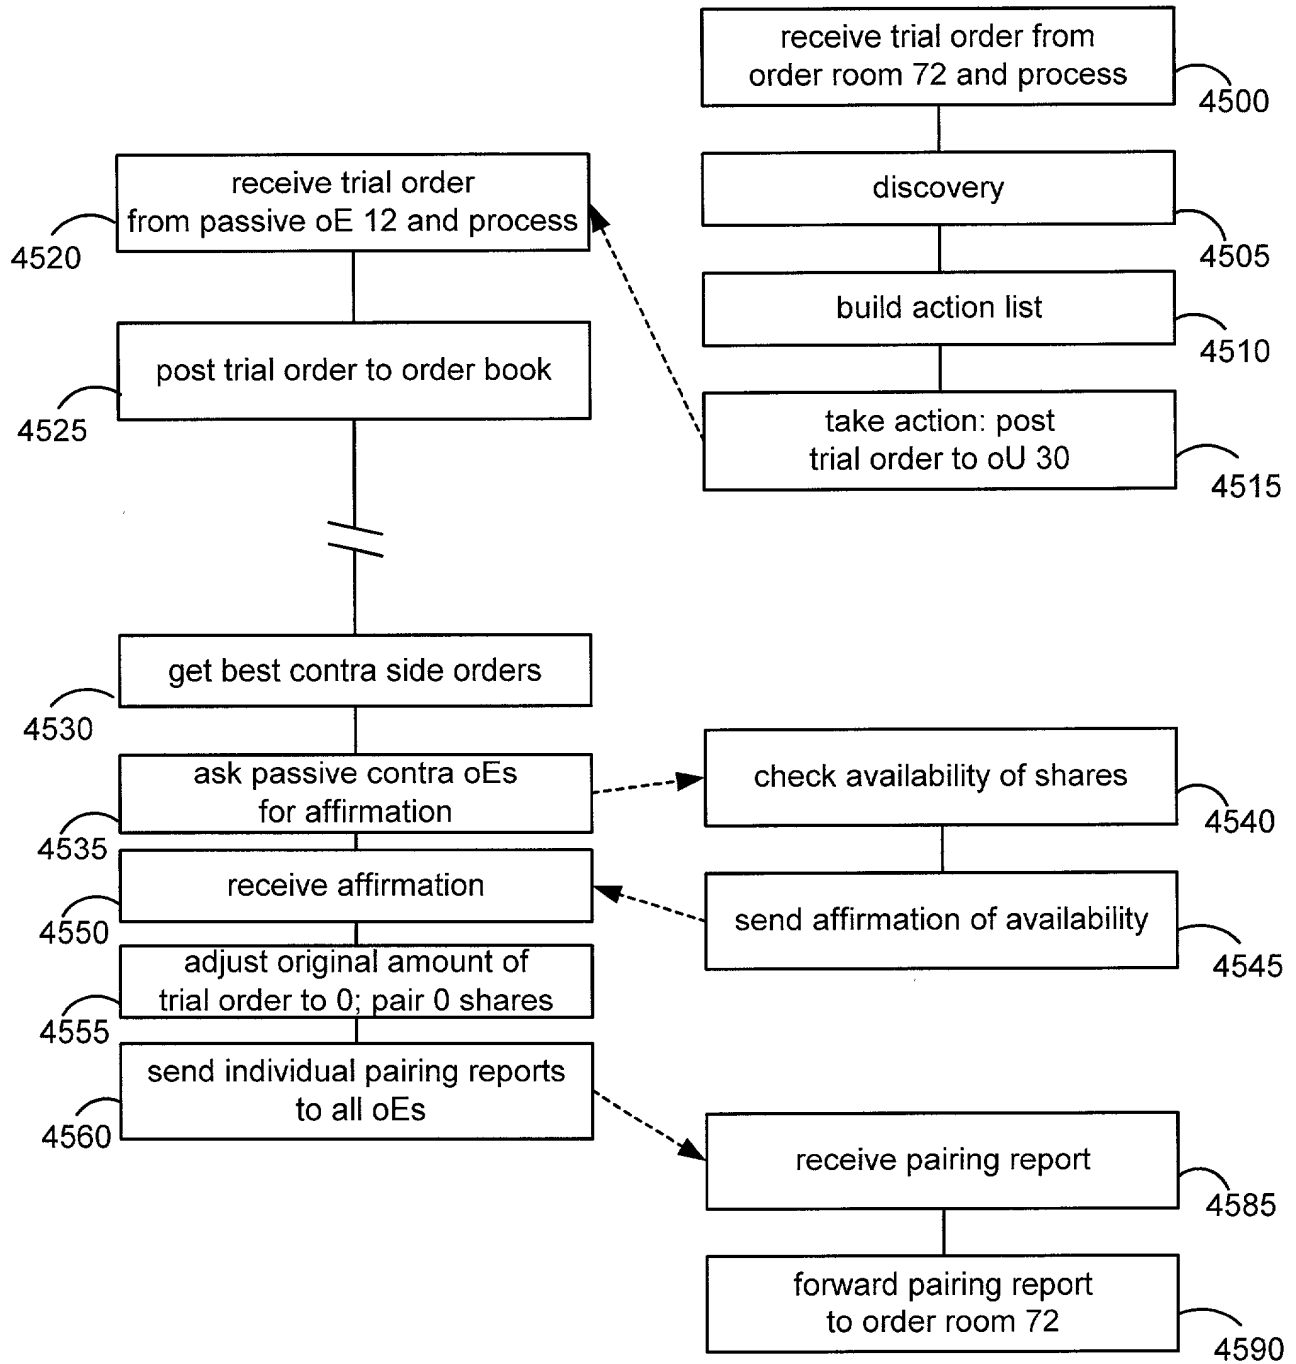 receive trial order from
order room 72 and process
4500
discovery
4505
build action list
4510
take action: post
trial order to oU 30
4515
receive trial order
from passive oE 12 and process
4520
post trial order to order book
4525
get best contra side orders
4530
ask passive contra oEs
for affirmation
4535
check availability of shares
4540
send affirmation of availability
4545
receive affirmation
4550
adjust original amount of
trial order to 0; pair 0 shares
4555
send individual pairing reports
to all oEs
4560
receive pairing report
4585
forward pairing report
to order room 72
4590